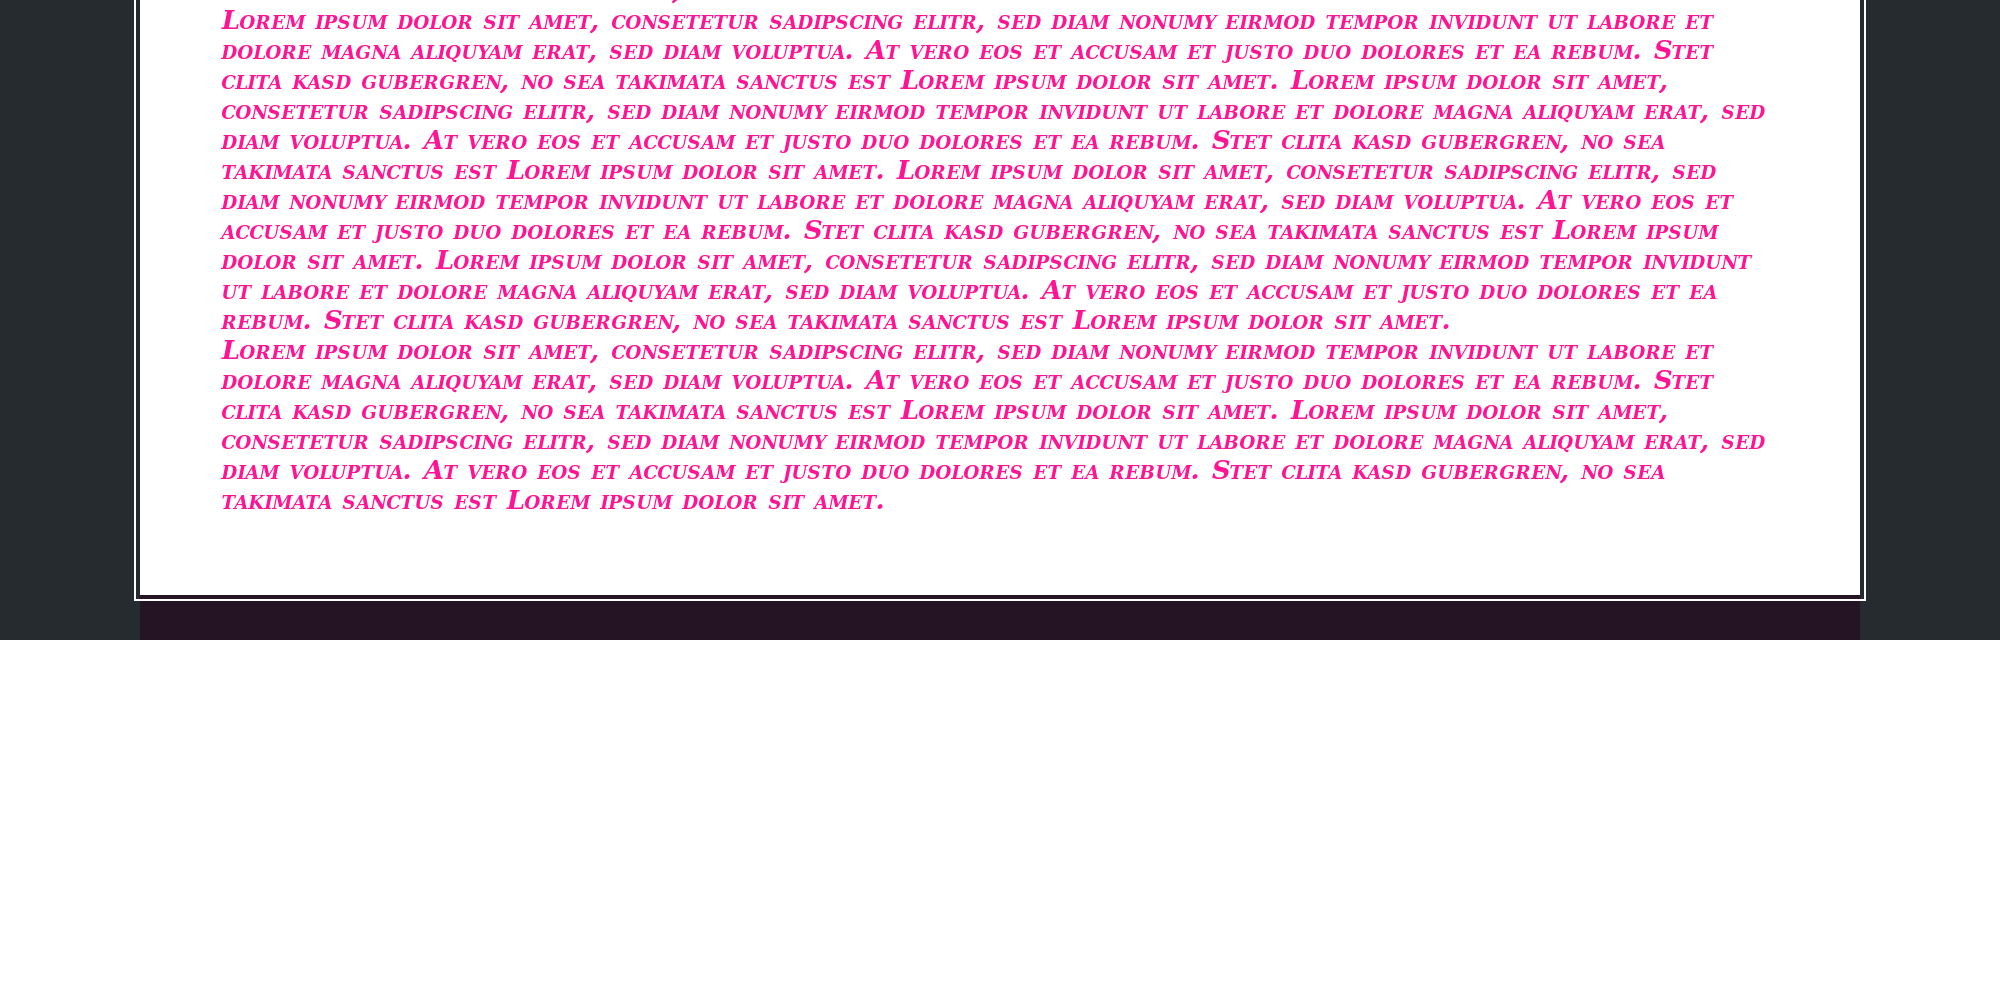 Lorem ipsum dolor sit amet, consetetur sadipscing elitr, sed diam nonumy eirmod tempor invidunt ut labore et
dolore magna aliquyam erat, sed diam voluptua. At vero eos et accusam et justo duo dolores et ea rebum. Stet
clita kasd gubergren, no sea takimata sanctus est Lorem ipsum dolor sit amet. Lorem ipsum dolor sit amet,
consetetur sadipscing elitr, sed diam nonumy eirmod tempor invidunt ut labore et dolore magna aliquyam erat, sed
diam voluptua. At vero eos et accusam et justo duo dolores et ea rebum. Stet clita kasd gubergren, no sea
takimata sanctus est Lorem ipsum dolor sit amet. Lorem ipsum dolor sit amet, consetetur sadipscing elitr, sed
diam nonumy eirmod tempor invidunt ut labore et dolore magna aliquyam erat, sed diam voluptua. At vero eos et
accusam et justo duo dolores et ea rebum. Stet clita kasd gubergren, no sea takimata sanctus est Lorem ipsum
dolor sit amet. Lorem ipsum dolor sit amet, consetetur sadipscing elitr, sed diam nonumy eirmod tempor invidunt
ut labore et dolore magna aliquyam erat, sed diam voluptua. At vero eos et accusam et justo duo dolores et ea
rebum. Stet clita kasd gubergren, no sea takimata sanctus est Lorem ipsum dolor sit amet.
Lorem ipsum dolor sit amet, consetetur sadipscing elitr, sed diam nonumy eirmod tempor invidunt ut labore et
dolore magna aliquyam erat, sed diam voluptua. At vero eos et accusam et justo duo dolores et ea rebum. Stet
clita kasd gubergren, no sea takimata sanctus est Lorem ipsum dolor sit amet. Lorem ipsum dolor sit amet,
consetetur sadipscing elitr, sed diam nonumy eirmod tempor invidunt ut labore et dolore magna aliquyam erat, sed
diam voluptua. At vero eos et accusam et justo duo dolores et ea rebum. Stet clita kasd gubergren, no sea
takimata sanctus est Lorem ipsum dolor sit amet.